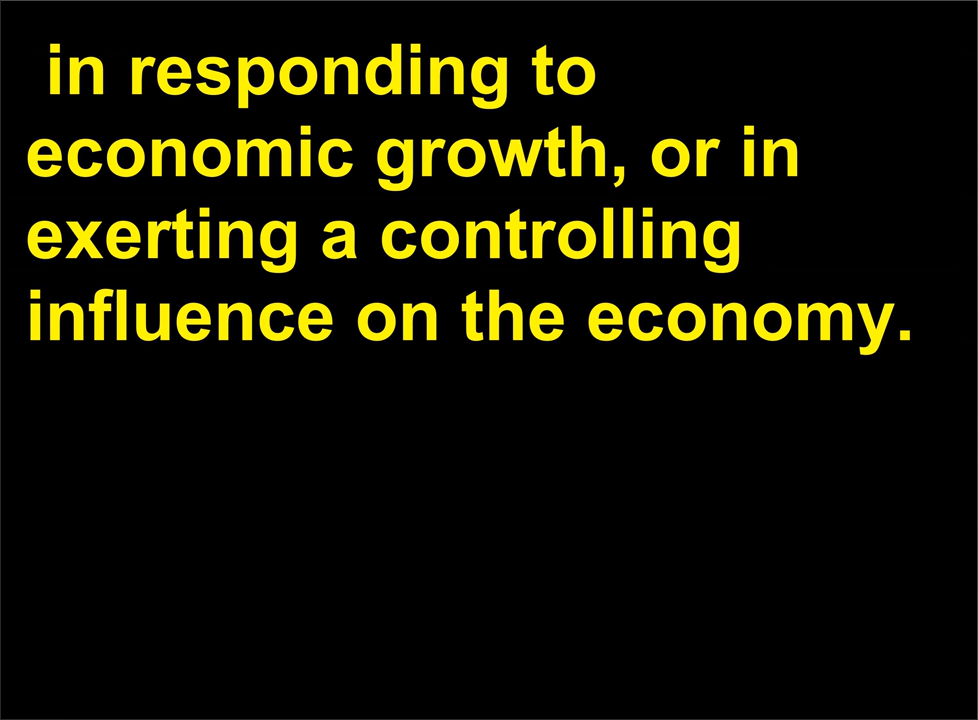 in responding to
economic growth, or in
exerting a controlling
influence on the economy.